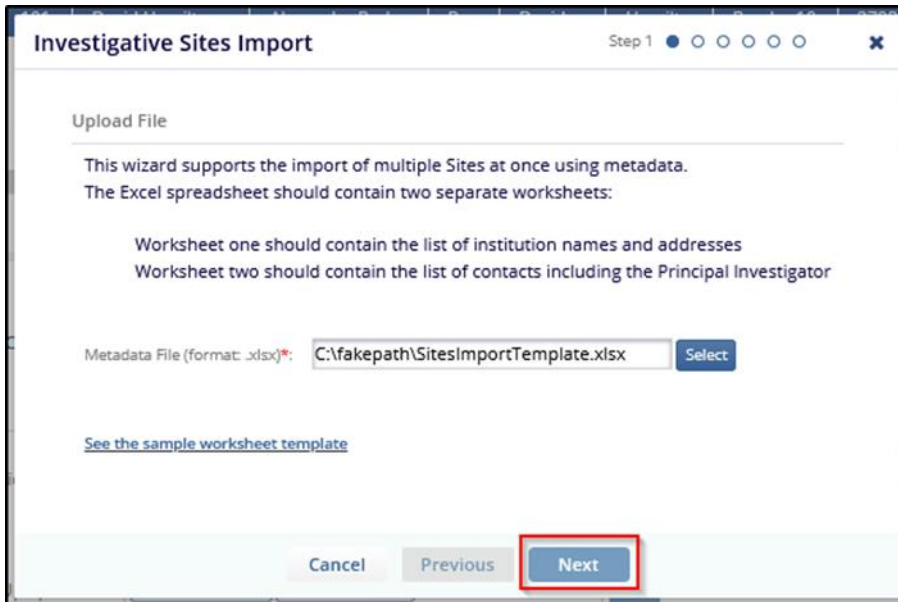 Investigative Sites Import
Step 1
Upload File
This wizard supports the import of multiple Sites at once using metadata.
The Excel spreadsheet should contain two separate worksheets:
Worksheet one should contain the list of institution names and addresses
Worksheet two should contain the list of contacts including the Principal Investigator
Metadata File (format: .xlsx)*: C:\fakepath\SitesImportTemplate.xlsx Select
See the sample worksheet template
Cancel Previous Next